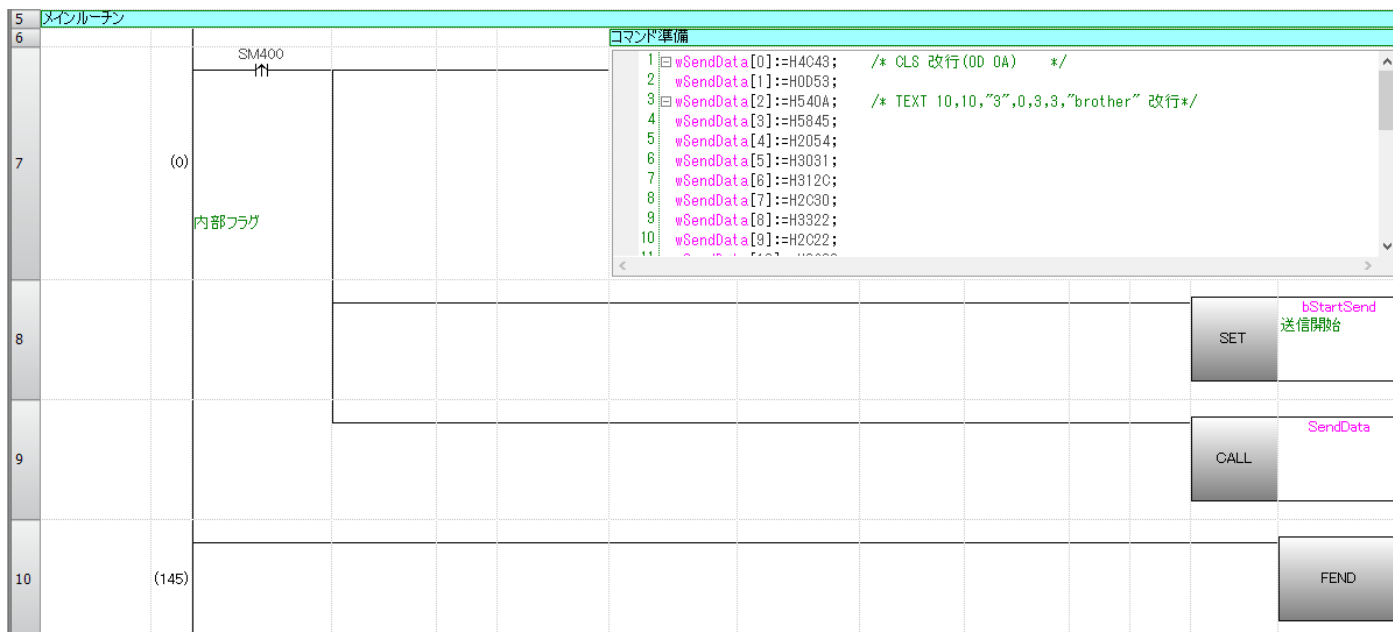 5 メインルーチン
6 コマンド準備
SM400
7 (0)
内部フラグ
1 wSendData[0]:=H4C43; /* CLS 改行(0D 0A) */
2 wSendData[1]:=H0D53;
3 wSendData[2]:=H540A; /* TEXT 10,10,"3",0,3,3,"brother" 改行*/
4 wSendData[3]:=H5845;
5 wSendData[4]:=H2054;
6 wSendData[5]:=H3031;
7 wSendData[6]:=H312C;
8 wSendData[7]:=H2C30;
9 wSendData[8]:=H3322;
10 wSendData[9]:=H2C22;
8 SET bStartSend
送信開始
9 CALL SendData
10 (145) FEND